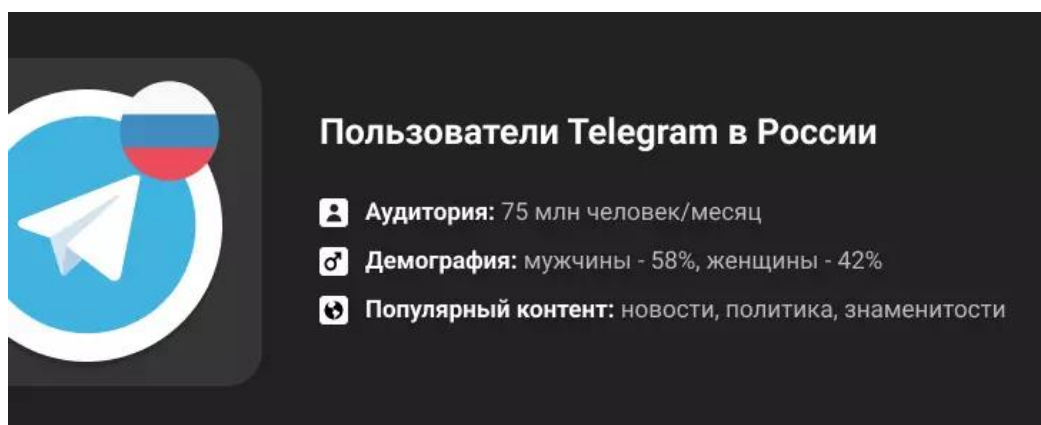 Пользователи Telegram в России
Аудитория: 75 млн человек/месяц
Демография: мужчины - 58%, женщины - 42%
Популярный контент: новости, политика, знаменитости